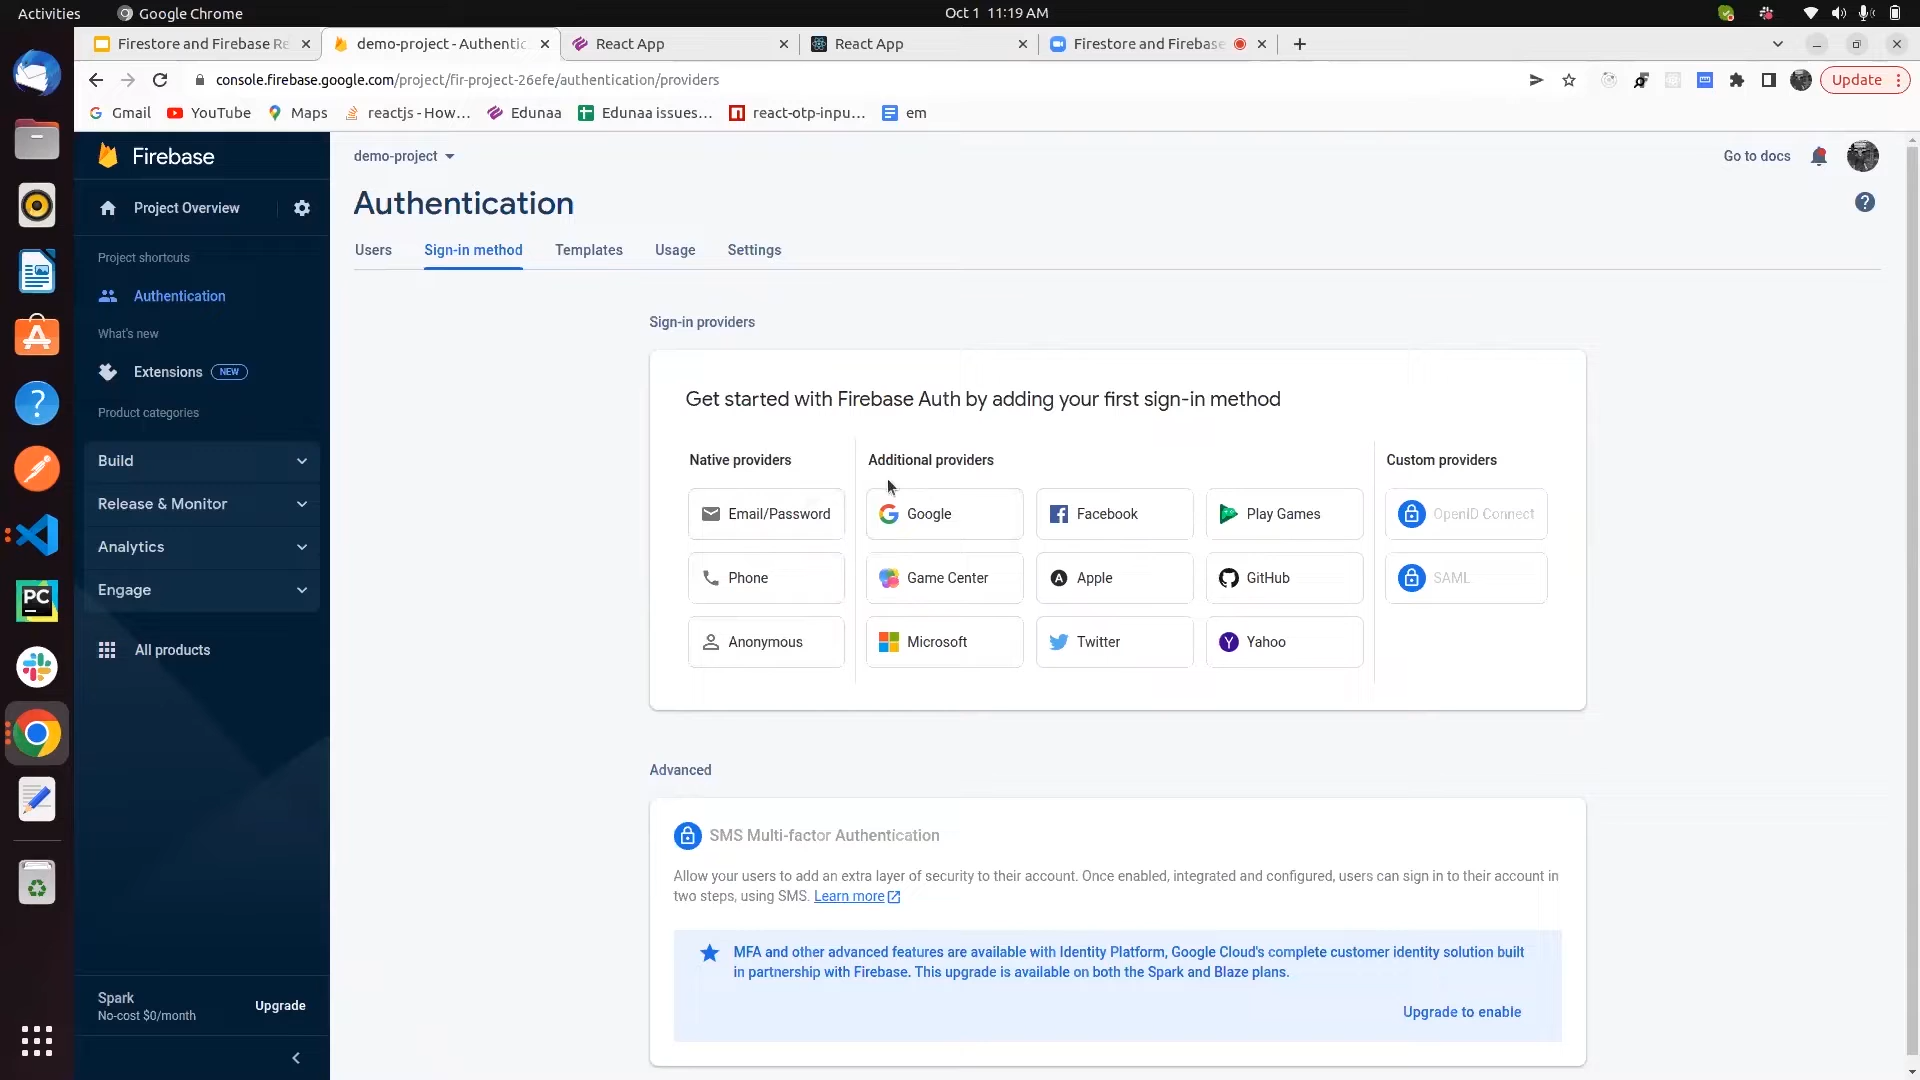 Activities
Google Chrome
Oct 1 11:19 AM
Firestore and Firebase Re
demo-project - Authentic
React App
React App
Firestore and Firebase
console.firebase.google.com/project/fir-project-26efe/authentication/providers
Update
Gmail
YouTube
Maps
reactjs - How...
Edunaa
Edunaa issues...
react-otp-inpu...
em
Firebase
demo-project
Go to docs
Project Overview
Authentication
Users
Sign-in method
Templates
Usage
Settings
Project shortcuts
Authentication
What's new
Extensions NEW
Product categories
Build
Release & Monitor
Analytics
Engage
All products
Spark
No-cost $0/month
Upgrade
Sign-in providers
Get started with Firebase Auth by adding your first sign-in method
Native providers
Additional providers
Custom providers
Email/Password
Google
Facebook
Play Games
OpenID Connect
Phone
Game Center
Apple
GitHub
SAML
Anonymous
Microsoft
Twitter
Yahoo
Advanced
SMS Multi-factor Authentication
Allow your users to add an extra layer of security to their account. Once enabled, integrated and configured, users can sign in to their account in
two steps, using SMS. Learn more
MFA and other advanced features are available with Identity Platform, Google Cloud's complete customer identity solution built
in partnership with Firebase. This upgrade is available on both the Spark and Blaze plans.
Upgrade to enable
PC